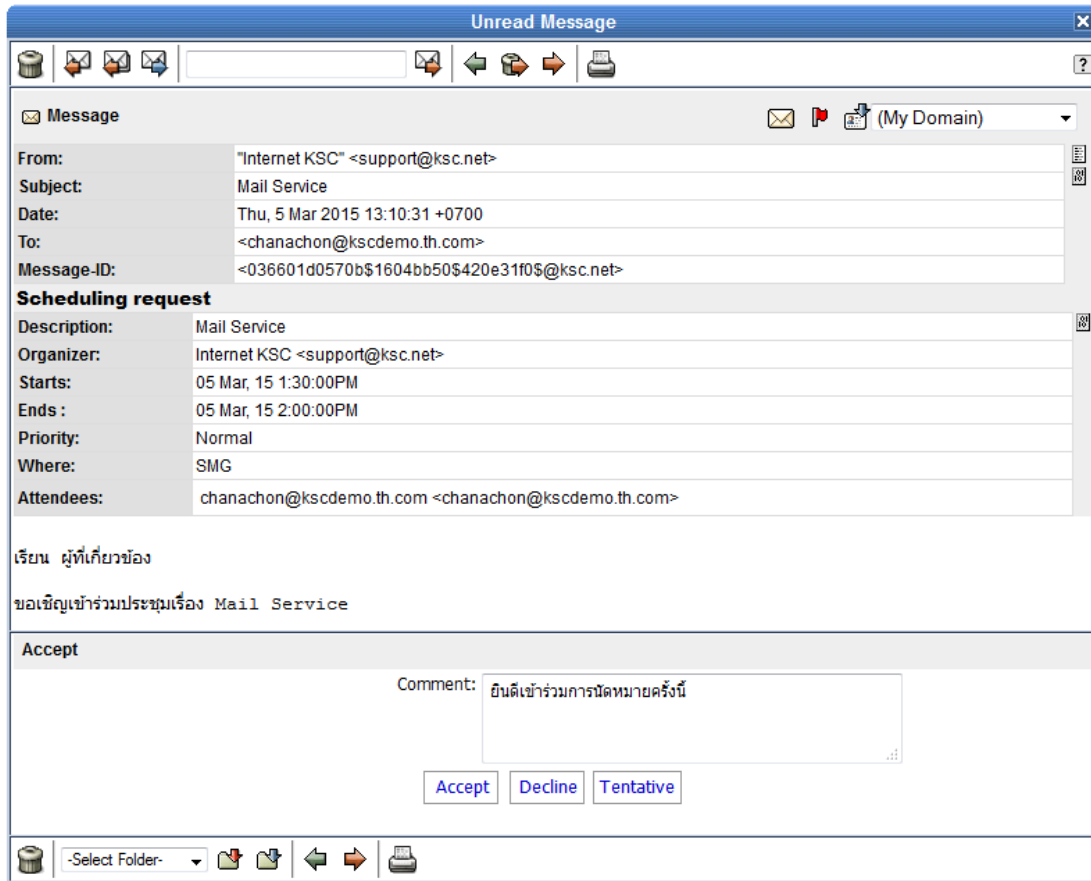 Unread Message
Message
(My Domain)
From: "Internet KSC" <support@ksc.net>
Subject: Mail Service
Date: Thu, 5 Mar 2015 13:10:31 +0700
To: <chanachon@kscdemo.th.com>
Message-ID: <036601d0570b$1604bb50$420e31f0$@ksc.net>
Scheduling request
Description: Mail Service
Organizer: Internet KSC <support@ksc.net>
Starts: 05 Mar, 15 1:30:00PM
Ends : 05 Mar, 15 2:00:00PM
Priority: Normal
Where: SMG
Attendees: chanachon@kscdemo.th.com <chanachon@kscdemo.th.com>
เรียน ผู้ที่เกี่ยวข้อง
ขอเชิญเข้าร่วมประชุมเรื่อง Mail Service
Accept
Comment: ยินดีเข้าร่วมการนัดหมายครั้งนี้
Accept Decline Tentative
-Select Folder-